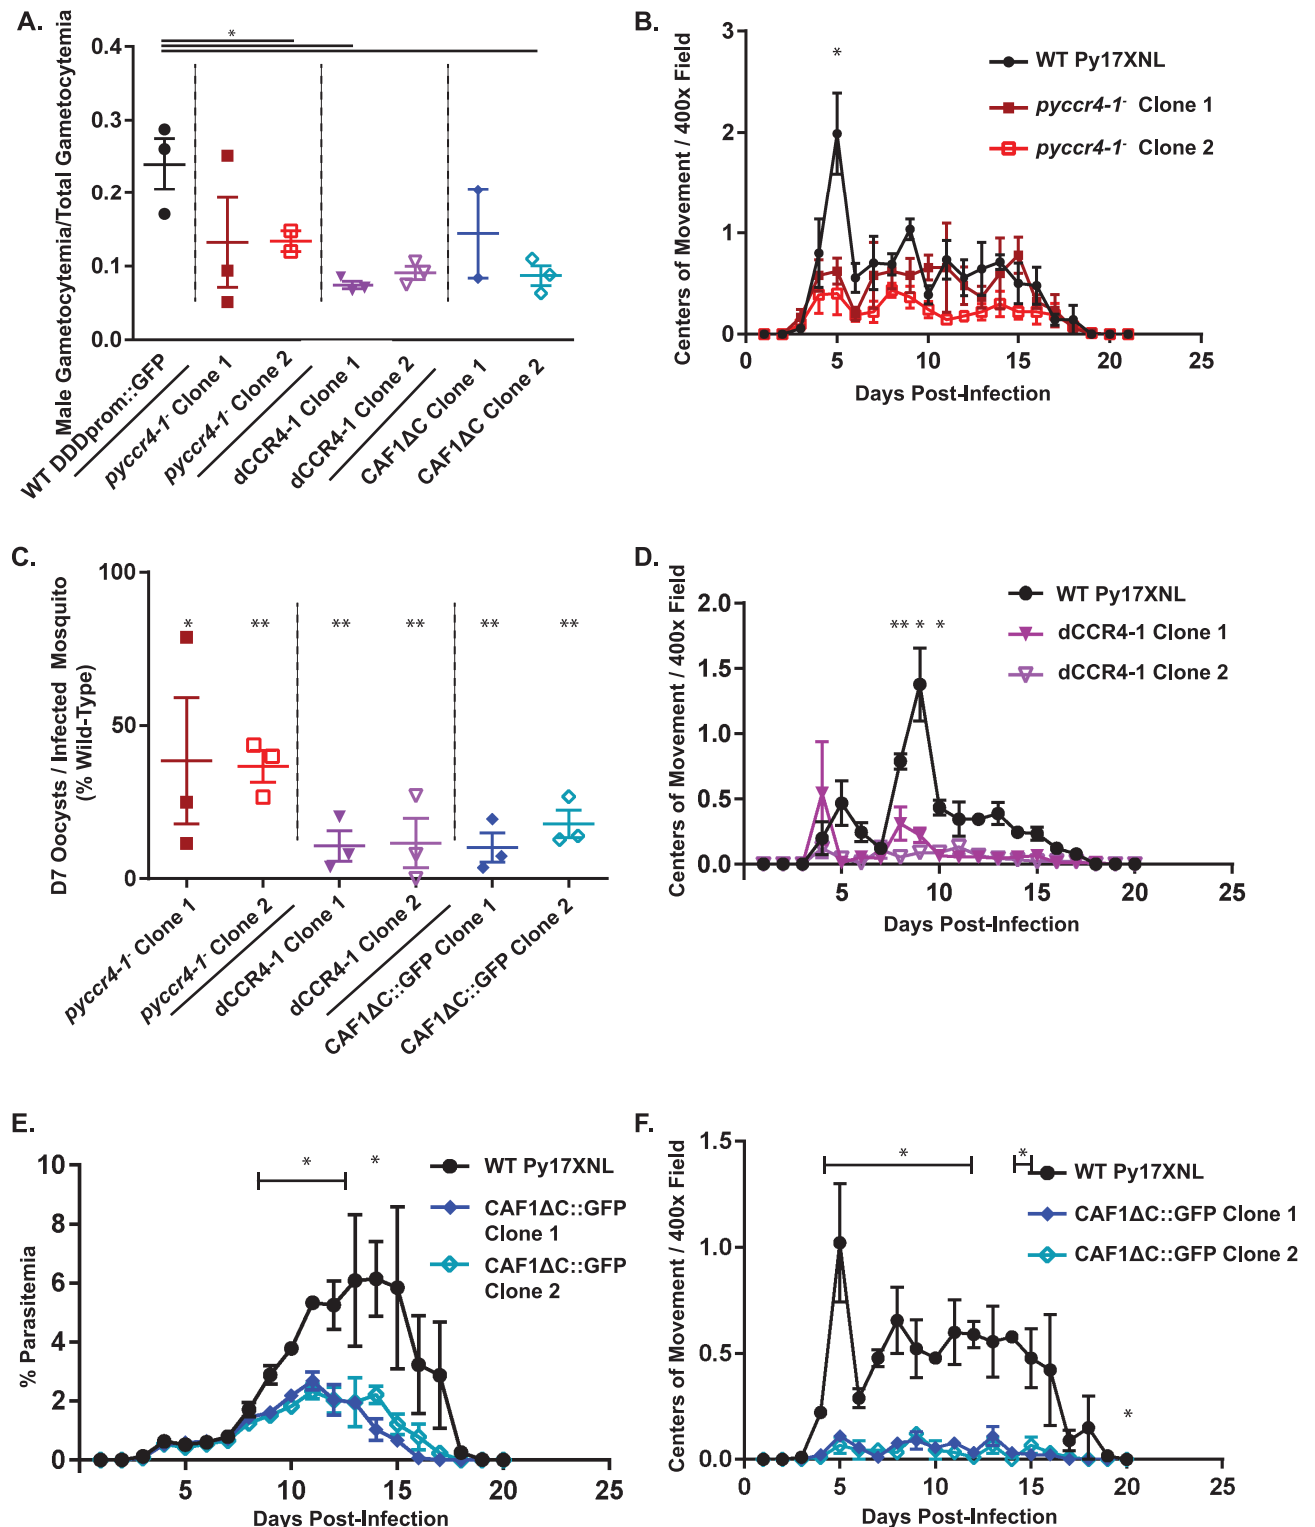 A.
Male Gametocytemia/Total Gametocytemia
0.4
0.3
0.2
0.1
0.0
*
WT DDDprom::GFP
pyccr4-1- Clone 1
pyccr4-1- Clone 2
dCCR4-1 Clone 1
dCCR4-1 Clone 2
CAF1ΔC Clone 1
CAF1ΔC Clone 2
B.
Centers of Movement / 400x Field
3
2
1
0
*
WT Py17XNL
pyccr4-1- Clone 1
pyccr4-1- Clone 2
0 5 10 15 20 25
Days Post-Infection
C.
D7 Oocysts / Infected Mosquito
(% Wild-Type)
100
50
0
* ** ** ** ** **
pyccr4-1- Clone 1
pyccr4-1- Clone 2
dCCR4-1 Clone 1
dCCR4-1 Clone 2
CAF1ΔC::GFP Clone 1
CAF1ΔC::GFP Clone 2
D.
Centers of Movement / 400x Field
2.0
1.5
1.0
0.5
0.0
** * *
WT Py17XNL
dCCR4-1 Clone 1
dCCR4-1 Clone 2
0 5 10 15 20 25
Days Post-Infection
E.
% Parasitemia
10
8
6
4
2
0
* *
WT Py17XNL
CAF1ΔC::GFP
Clone 1
CAF1ΔC::GFP
Clone 2
0 5 10 15 20 25
Days Post-Infection
F.
Centers of Movement / 400x Field
1.5
1.0
0.5
0.0
* * *
WT Py17XNL
CAF1ΔC::GFP Clone 1
CAF1ΔC::GFP Clone 2
0 5 10 15 20 25
Days Post-Infection